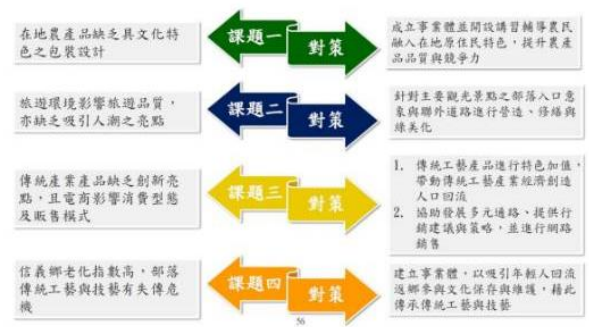 在地農產品缺乏具文化特
色之包裝設計
課題一
對策
成立事業體並開設講習輔導農民
融入在地原住民特色,提升農產
品品質與競爭力
旅遊環境影響旅遊品質,
亦缺乏吸引人潮之亮點
課題二
對策
針對主要觀光景點之部落入口意
象與聯外道路進行營造、修繕與
綠美化
傳統產業產品缺乏創新亮
點,且電商影響消費型態
及販售模式
課題三
對策
1. 傳統工藝產品進行特色加值,
帶動傳統工藝產業經濟創造
人口回流
2. 協助發展多元通路、提供行
銷建議與策略,並進行網路
銷售
信義鄉老化指數高,部落
傳統工藝與技藝有失傳危
機
課題四
對策
建立事業體,以吸引年輕人回流
返鄉參與文化保存與維護,藉此
傳承傳統工藝與技藝
56